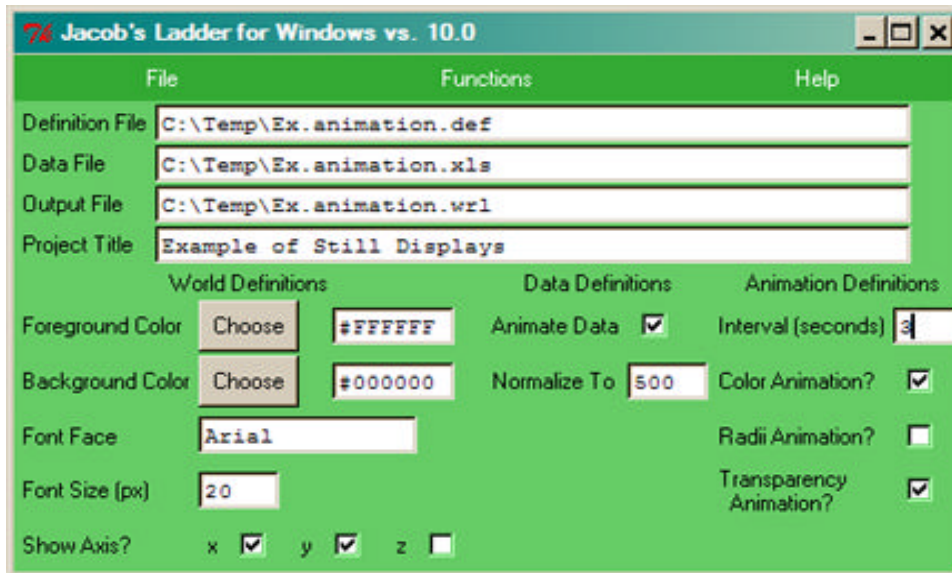 Jacob's Ladder for Windows vs. 10.0
File Functions Help
Definition File C:\Temp\Ex.animation.def
Data File C:\Temp\Ex.animation.xls
Output File C:\Temp\Ex.animation.wrl
Project Title Example of Still Displays
World Definitions Data Definitions Animation Definitions
Foreground Color Choose #FFFFFF Animate Data Interval (seconds) 3
Background Color Choose #000000 Normalize To 500 Color Animation?
Font Face Arial Radii Animation?
Font Size (px) 20 Transparency
Animation?
Show Axis? x y z